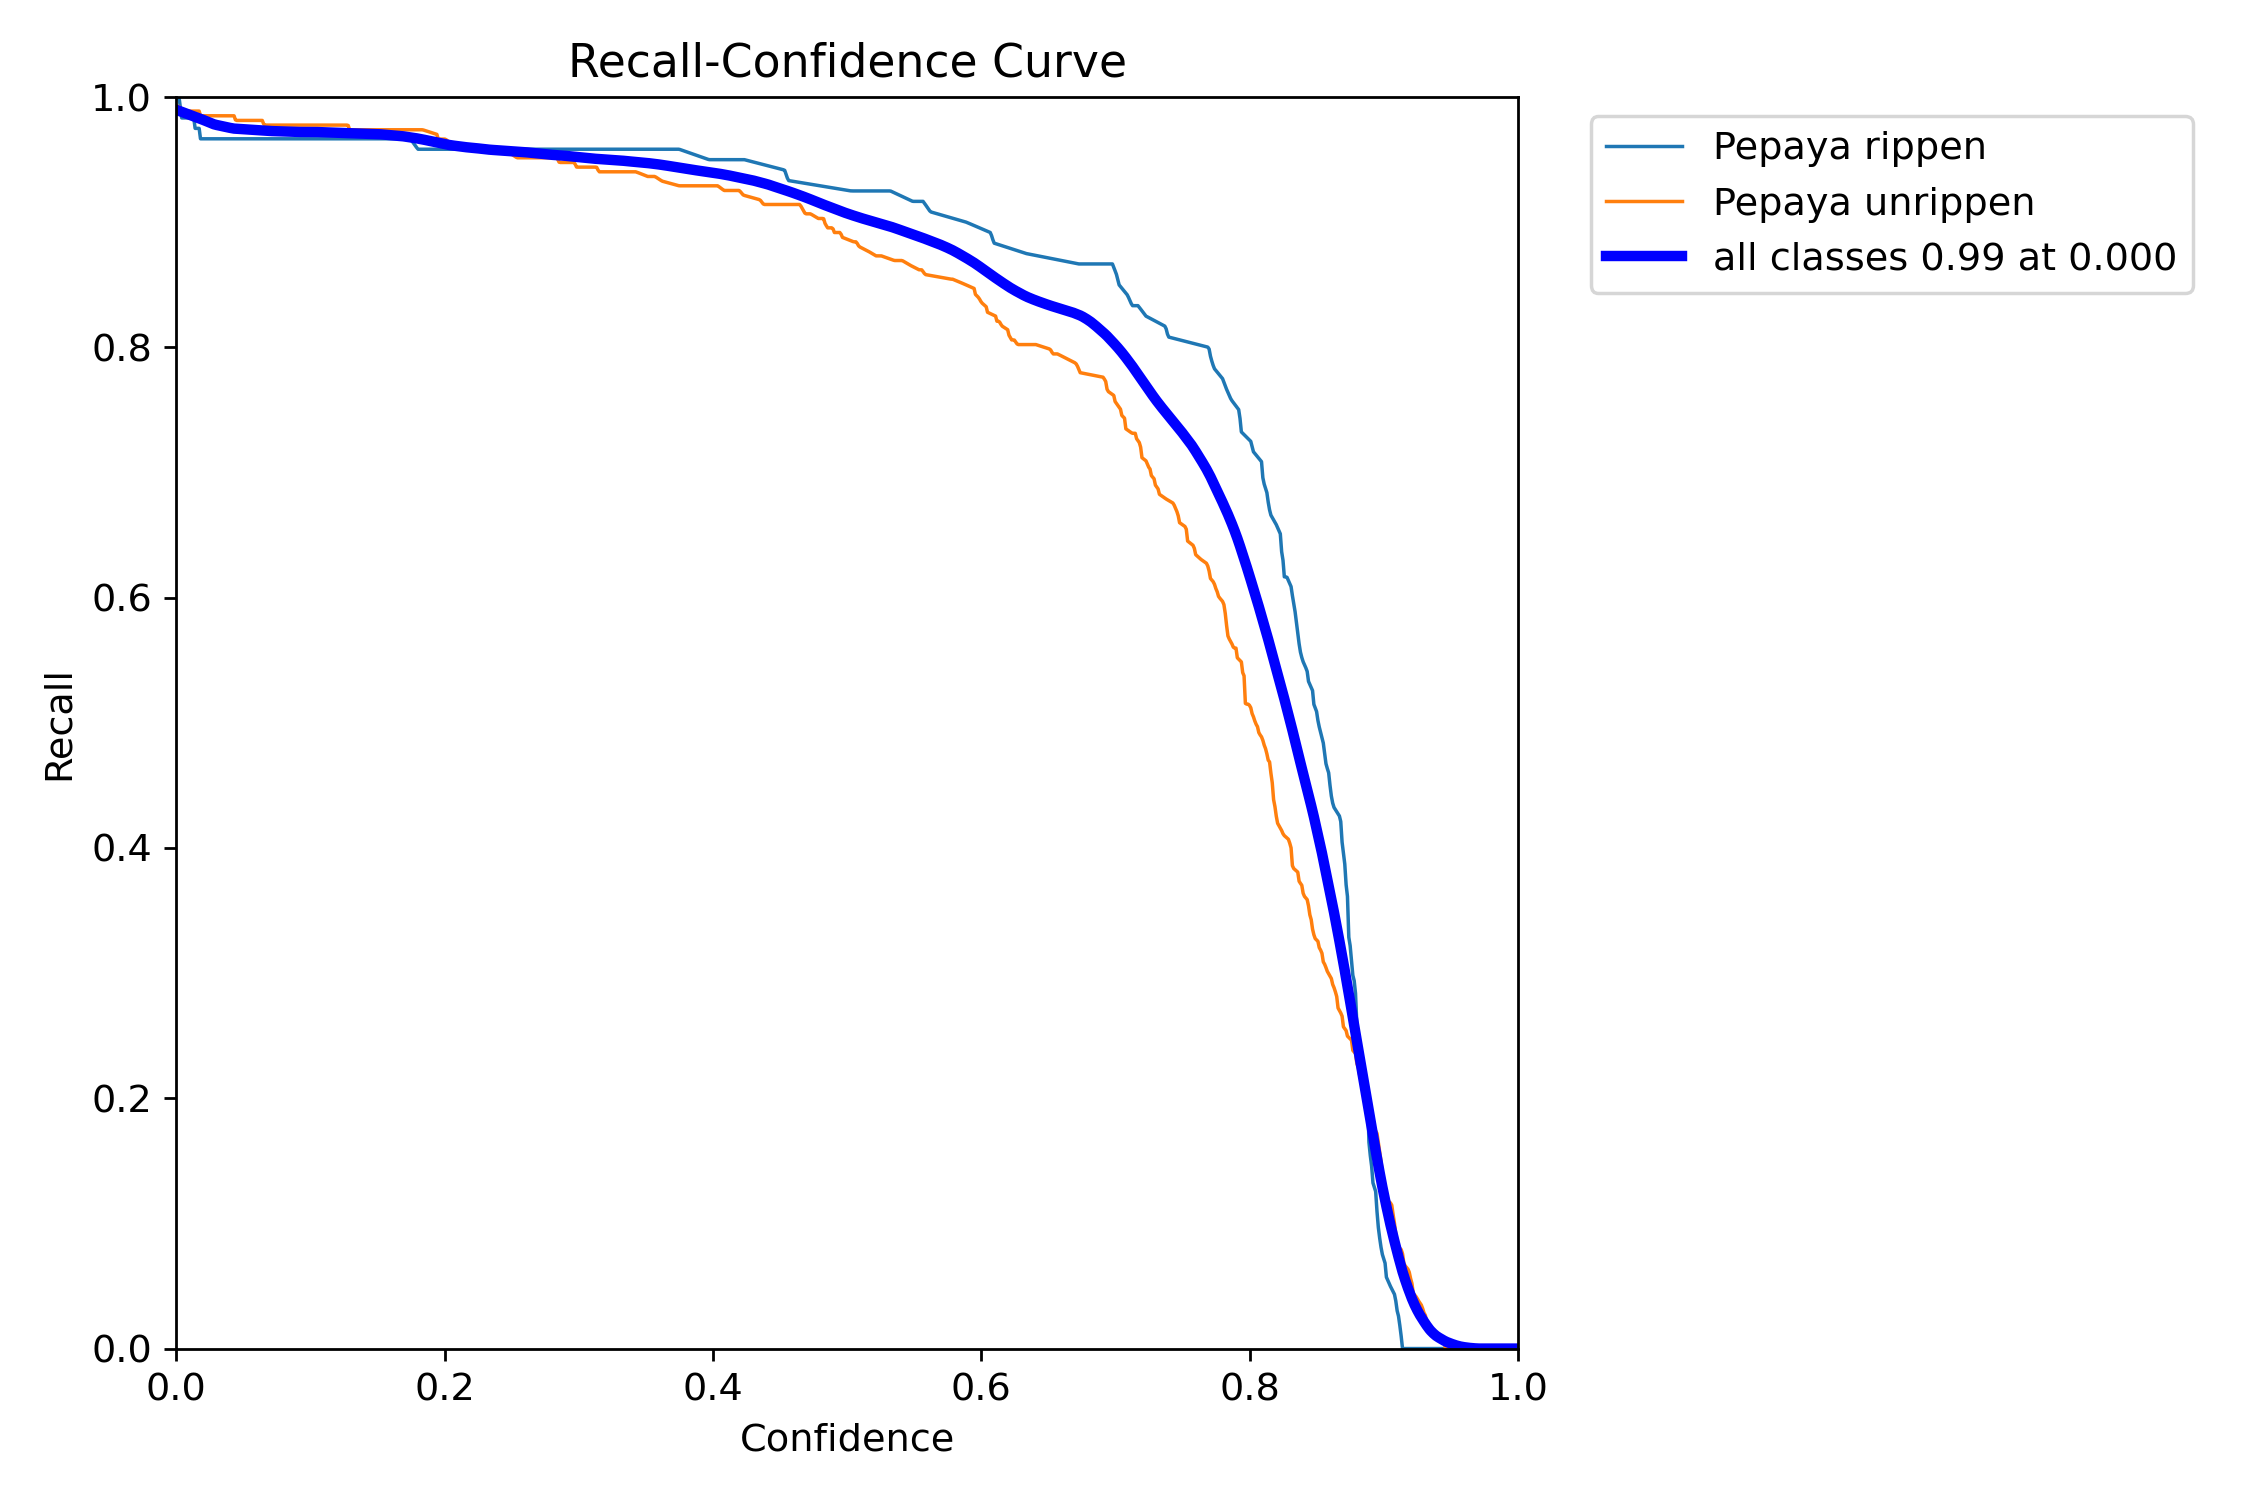 Recall-Confidence Curve
1.0
0.8
0.6
0.4
0.2
0.0
Recall
0.0 0.2 0.4 0.6 0.8 1.0
Confidence
Pepaya rippen
Pepaya unrippen
all classes 0.99 at 0.000